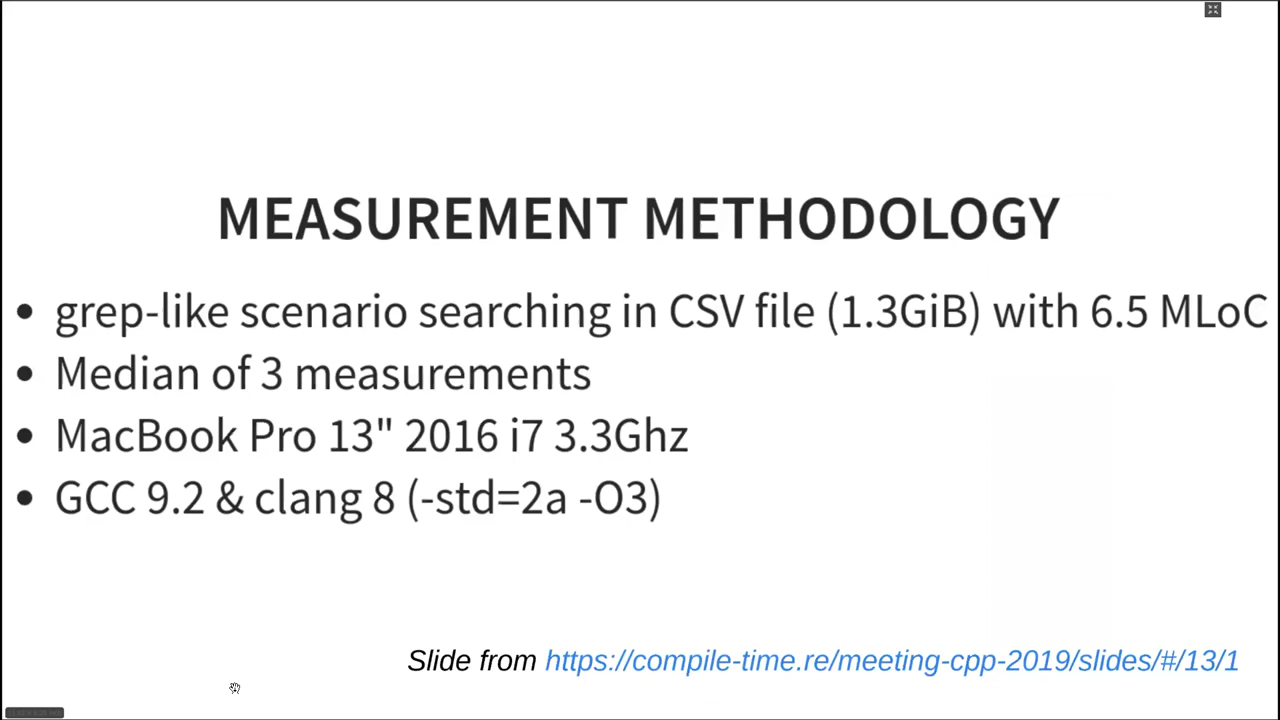 MEASUREMENT METHODOLOGY
• grep-like scenario searching in CSV file (1.3GiB) with 6.5 MLoC
• Median of 3 measurements
• MacBook Pro 13" 2016 i7 3.3Ghz
• GCC 9.2 & clang 8 (-std=2a -O3)
Slide from https://compile-time.re/meeting-cpp-2019/slides/#/13/1